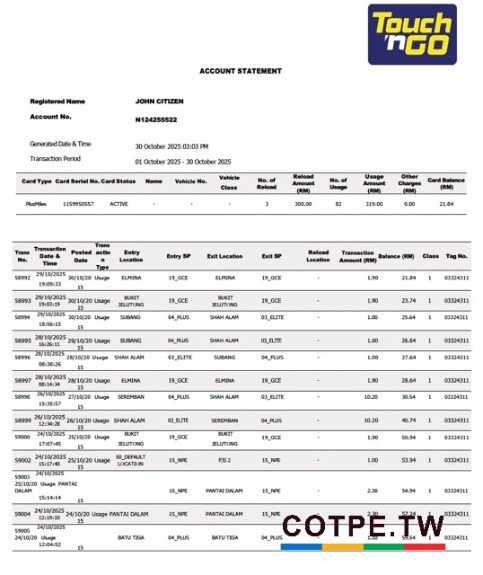 Touch
'n
GO
ACCOUNT STATEMENT
Registered Name JOHN CITIZEN
Account No. N124255522
Generated Date & Time 30 October 2025 03:03 PM
Transaction Period 01 October 2025 - 30 October 2025
Card Type Card Serial No. Card Status Name Vehicle No. Vehicle Class No. of Reload Reload Amount (RM) No. of Usage Usage Amount (RM) Other Charges (RM) Card Balance (RM)
PlusMiles 1159950557 ACTIVE - - - 3 300.00 82 319.00 0.00 21.84
Trans No. Transaction Date & Time Posted Date Trans actio n Type Entry Location Entry SP Exit Location Exit SP Reload Location Transaction Amount (RM) Balance (RM) Class Tag No.
58992 29/10/2025 19:09:33 30/10/20 15 Usage ELMINA 19_GCE ELMINA 19_GCE - 1.90 21.84 1 03324311
58993 29/10/2025 19:03:19 30/10/20 15 Usage BUKIT JELUTONG 19_GCE BUKIT JELUTONG 19_GCE - 1.90 23.74 1 03324311
58994 29/10/2025 18:56:15 30/10/20 15 Usage SUBANG 04_PLUS SHAH ALAM 03_ELITE - 1.00 25.64 1 03324311
58995 28/10/2025 16:26:11 29/10/20 15 Usage SUBANG 04_PLUS SHAH ALAM 03_ELITE - 1.00 26.64 1 03324311
58996 28/10/2025 08:38:26 28/10/20 15 Usage SHAH ALAM 03_ELITE SUBANG 04_PLUS - 1.00 27.64 1 03324311
58997 28/10/2025 08:14:34 28/10/20 15 Usage ELMINA 19_GCE ELMINA 19_GCE - 1.90 28.64 1 03324311
58998 26/10/2025 15:35:57 27/10/20 15 Usage SEREMBAN 04_PLUS SHAH ALAM 03_ELITE - 10.20 30.54 1 03324311
58999 26/10/2025 12:34:28 26/10/20 15 Usage SHAH ALAM 03_ELITE SEREMBAN 04_PLUS - 10.20 40.74 1 03324311
59000 24/10/2025 17:07:45 25/10/20 15 Usage BUKIT JELUTONG 19_GCE BUKIT JELUTONG 19_GCE - 1.90 50.94 1 03324311
59002 24/10/2025 15:17:40 25/10/20 15 Usage 50_DEFAULT LOCATION 15_NPE PJS 2 15_NPE - 1.00 53.94 1 03324311
59003 24/10/2025
25/10/20 Usage PANTAI DALAM 15:14:14 15 15_NPE PANTAI DALAM 15_NPE - 2.30 54.94 1 03324311
59004 24/10/2025 12:19:10 24/10/20 15 Usage PANTAI DALAM 15_NPE PANTAI DALAM 15_NPE - 2.30 57.24 1 03324311
59005 24/10/2025
24/10/20 Usage 12:04:52 15 BATU TIGA 04_PLUS BATU TIGA 04_PLUS - 1 03324311
COTPE.TW